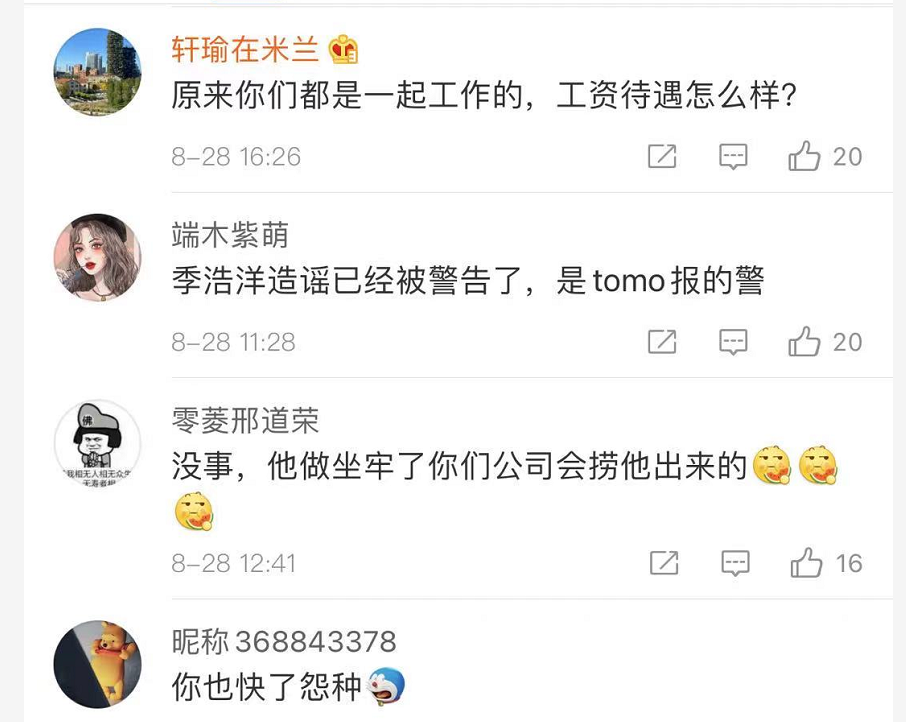 轩瑜在米兰
原来你们都是一起工作的，工资待遇怎么样？
8-28 16:26
20
端木紫萌
季浩洋造谣已经被警告了，是tomo报的警
8-28 11:28
20
零菱邢道荣
佛
没事，他做坐牢了你们公司会捞他出来的
8-28 12:41
16
昵称368843378
你也快了怨种